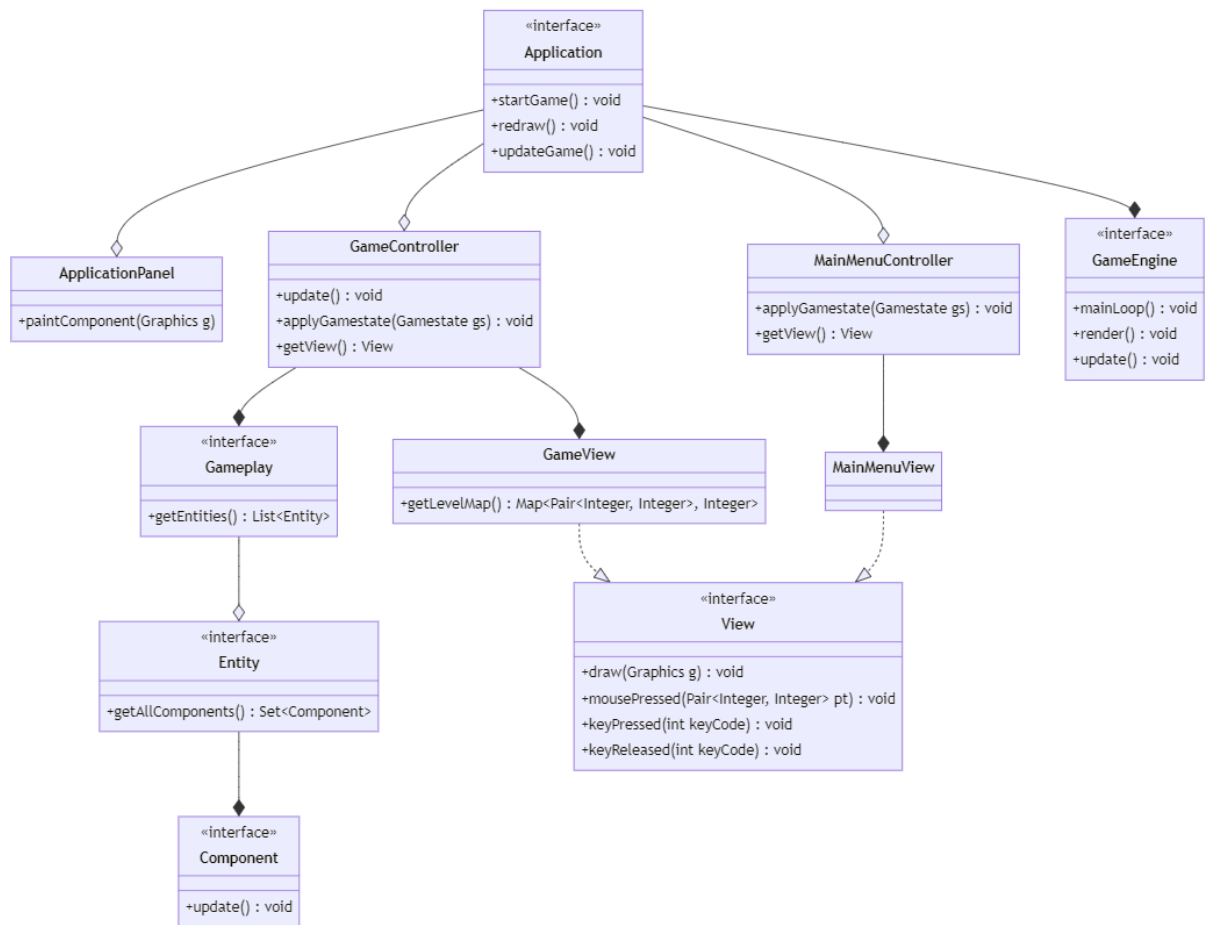 «interface»
Application
+startGame() : void
+redraw() : void
+updateGame() : void
ApplicationPanel
+paintComponent(Graphics g)
GameController
+update() : void
+applyGamestate(Gamestate gs) : void
+getView() : View
MainMenuController
+applyGamestate(Gamestate gs) : void
+getView() : View
«interface»
GameEngine
+mainLoop() : void
+render() : void
+update() : void
«interface»
Gameplay
+getEntities() : List<Entity>
GameView
+getLevelMap() : Map<Pair<Integer, Integer>, Integer>
MainMenuView
«interface»
Entity
+getAllComponents() : Set<Component>
«interface»
View
+draw(Graphics g) : void
+mousePressed(Pair<Integer, Integer> pt) : void
+keyPressed(int keyCode) : void
+keyReleased(int keyCode) : void
«interface»
Component
+update() : void